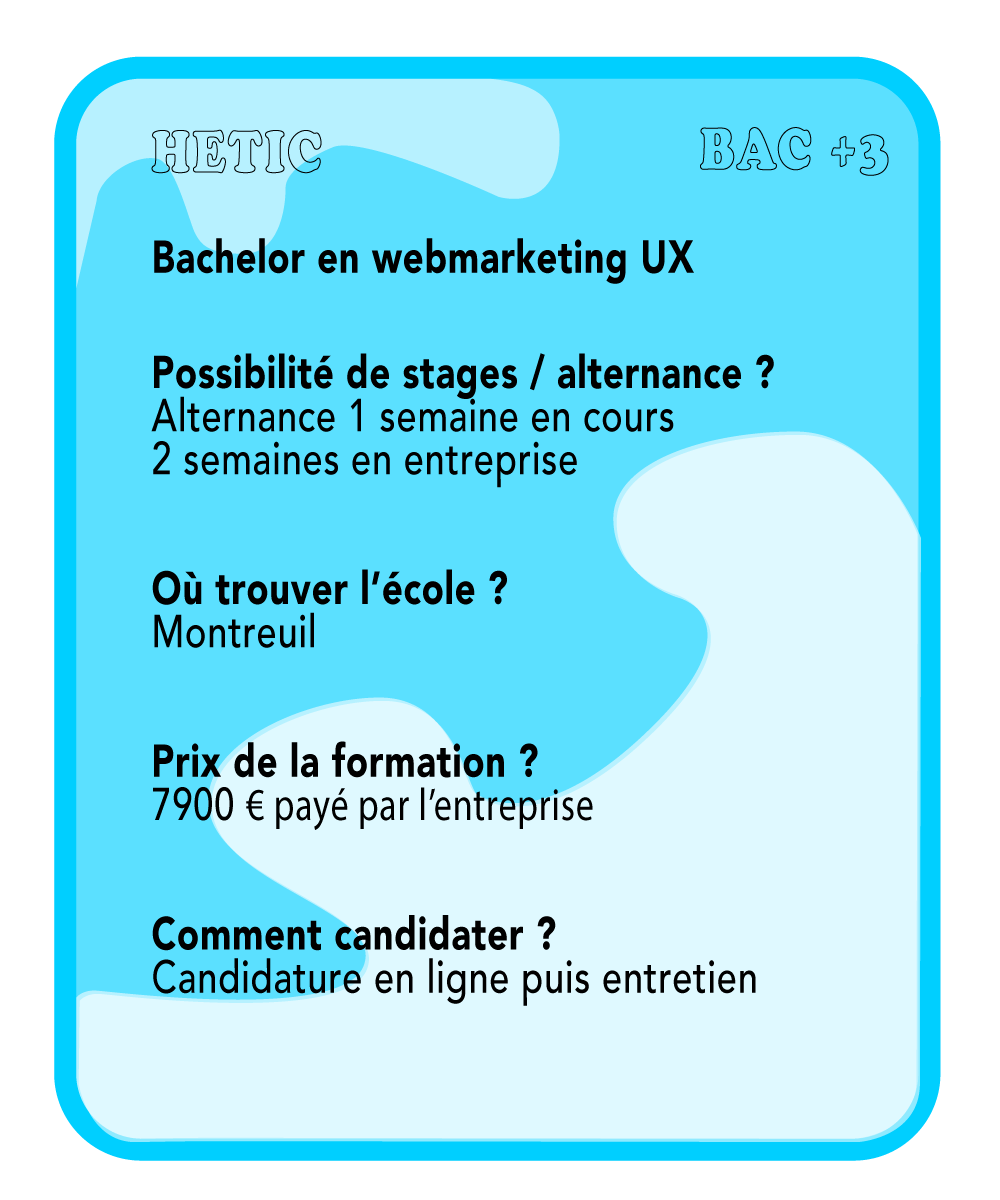 HETIC
BAC +3
Bachelor en webmarketing UX
Possibilité de stages / alternance ?
Alternance 1 semaine en cours
2 semaines en entreprise
Où trouver l’école ?
Montreuil
Prix de la formation ?
7900 € payé par l’entreprise
Comment candidater ?
Candidature en ligne puis entretien